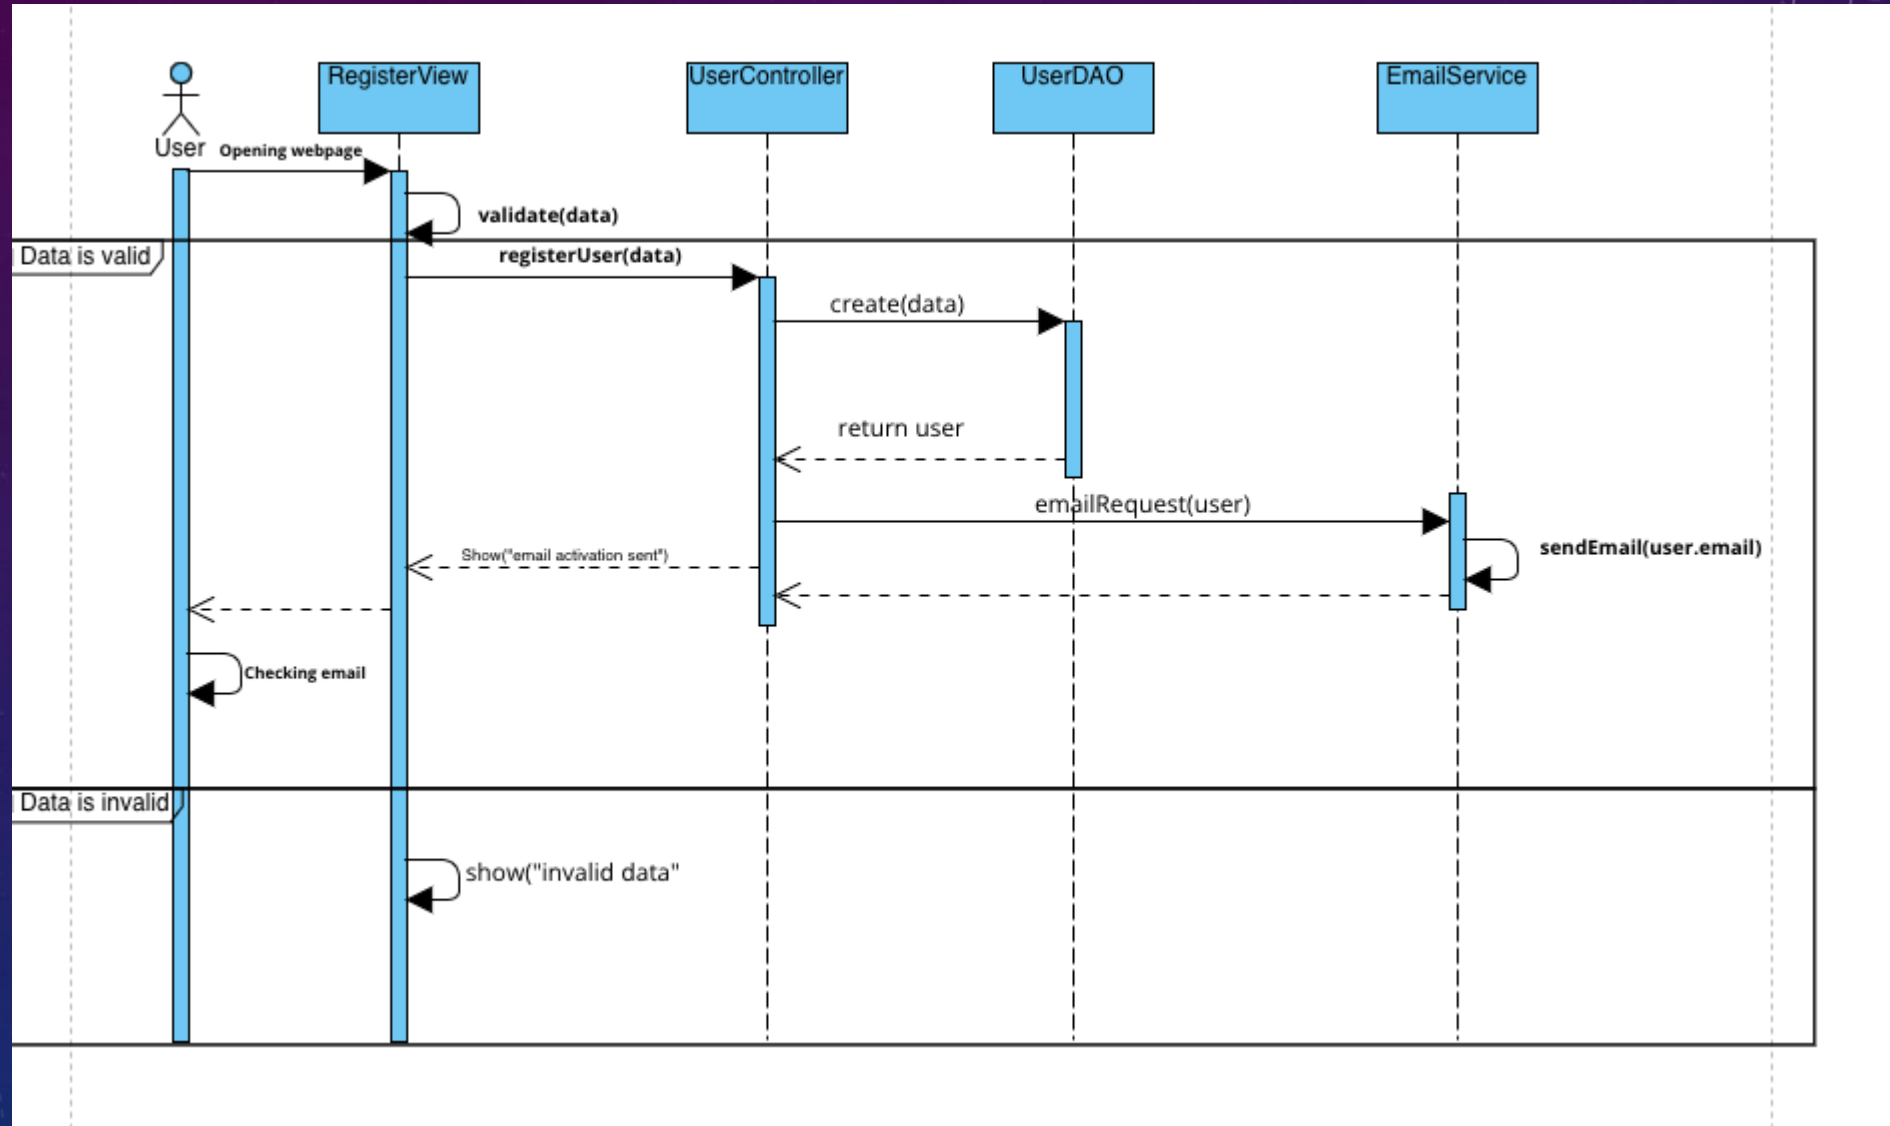 RegisterView
UserController
UserDAO
EmailService
User
Opening webpage
validate(data)
Data is valid
registerUser(data)
create(data)
return user
emailRequest(user)
sendEmail(user.email)
Show("email activation sent")
Checking email
Data is invalid
show("invalid data"